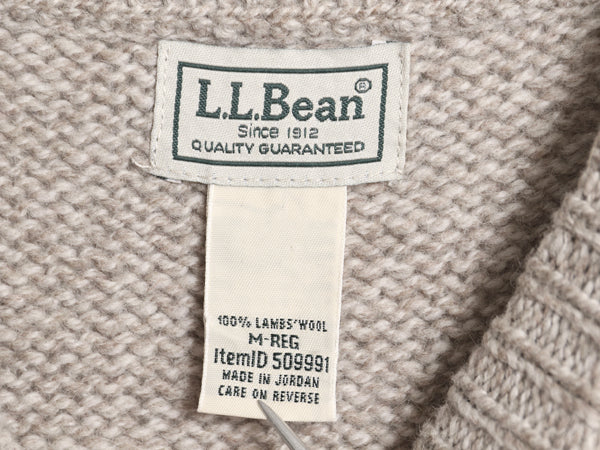 L.L.Bean®
Since 1912
QUALITY GUARANTEED
100% LAMBS' WOOL
M-REG
ItemID 509991
MADE IN JORDAN
CARE ON REVERSE